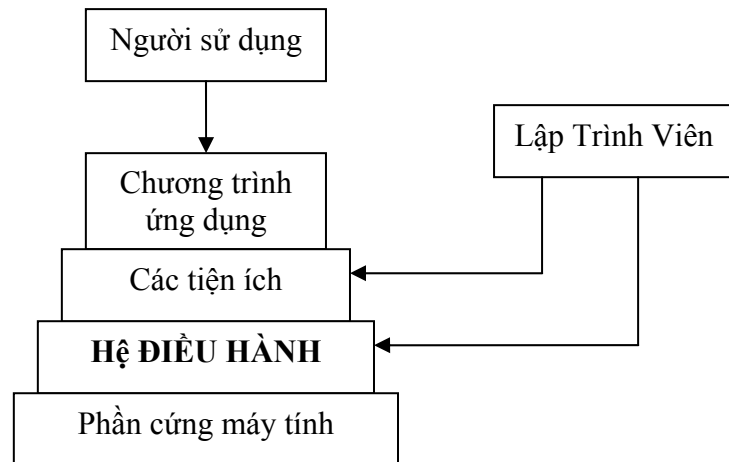 Người sử dụng
Lập Trình Viên
Chương trình
ứng dụng
Các tiện ích
Hệ ĐIỀU HÀNH
Phần cứng máy tính